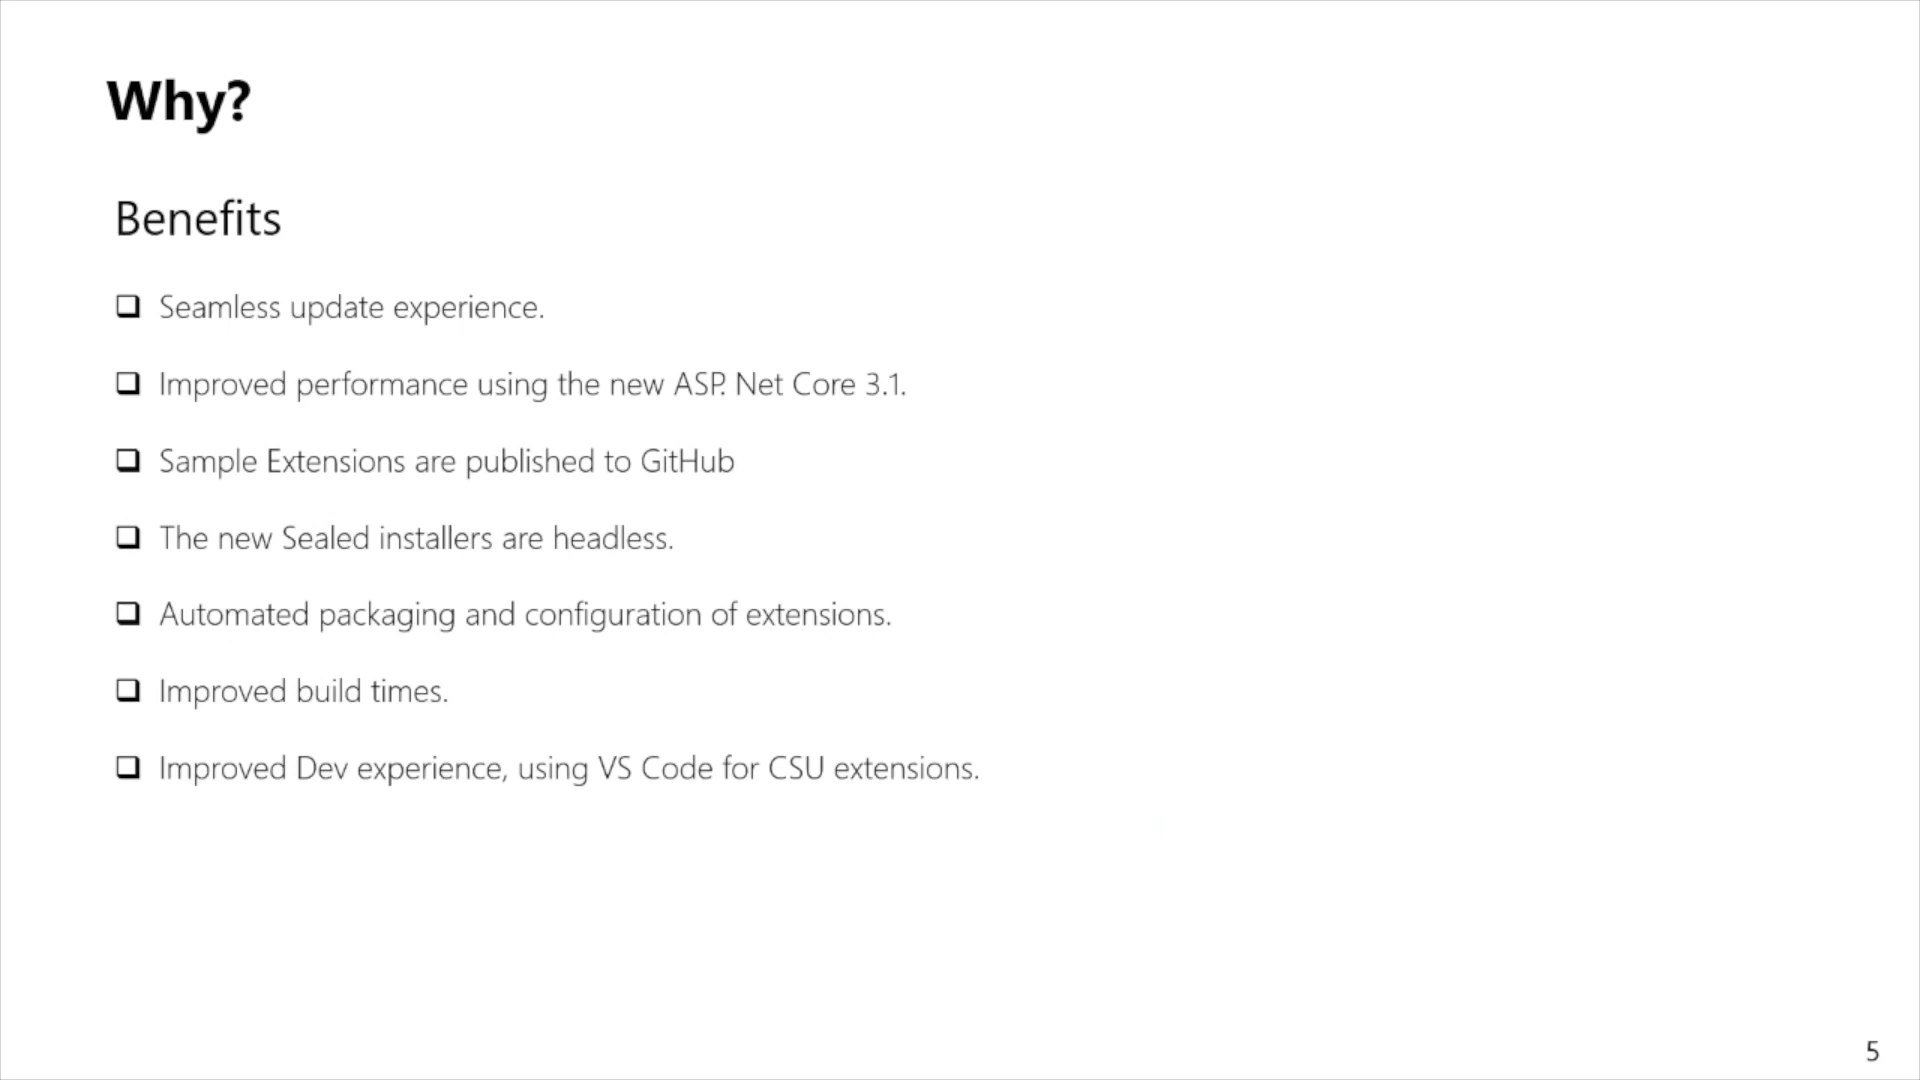 Why?
Benefits
Seamless update experience.
Improved performance using the new ASP. Net Core 3.1.
Sample Extensions are published to GitHub
The new Sealed installers are headless.
Automated packaging and configuration of extensions.
Improved build times.
Improved Dev experience, using VS Code for CSU extensions.
5